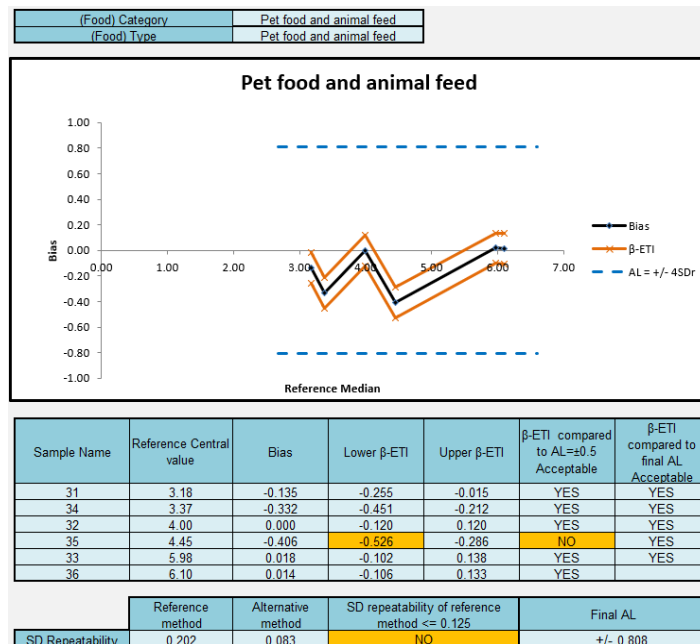 (Food) Category Pet food and animal feed
(Food) Type Pet food and animal feed
Pet food and animal feed
1.00
0.80
0.60
0.40
0.20
0.00
-0.20
-0.40
-0.60
-0.80
-1.00
0.00 1.00 2.00 3.00 4.00 5.00 6.00 7.00
Bias
Reference Median
Bias
β-ETI
AL = +/- 4SDr
Sample Name Reference Central value Bias Lower β-ETI Upper β-ETI β-ETI compared to AL=±0.5 Acceptable β-ETI compared to final AL Acceptable
31 3.18 -0.135 -0.255 -0.015 YES YES
34 3.37 -0.332 -0.451 -0.212 YES YES
32 4.00 0.000 -0.120 0.120 YES YES
35 4.45 -0.406 -0.526 -0.286 NO YES
33 5.98 0.018 -0.102 0.138 YES YES
36 6.10 0.014 -0.106 0.133 YES
Reference method Alternative method SD repeatability of reference method <= 0.125 Final AL
SD Repeatability 0.202 0.083 NO +/- 0.808